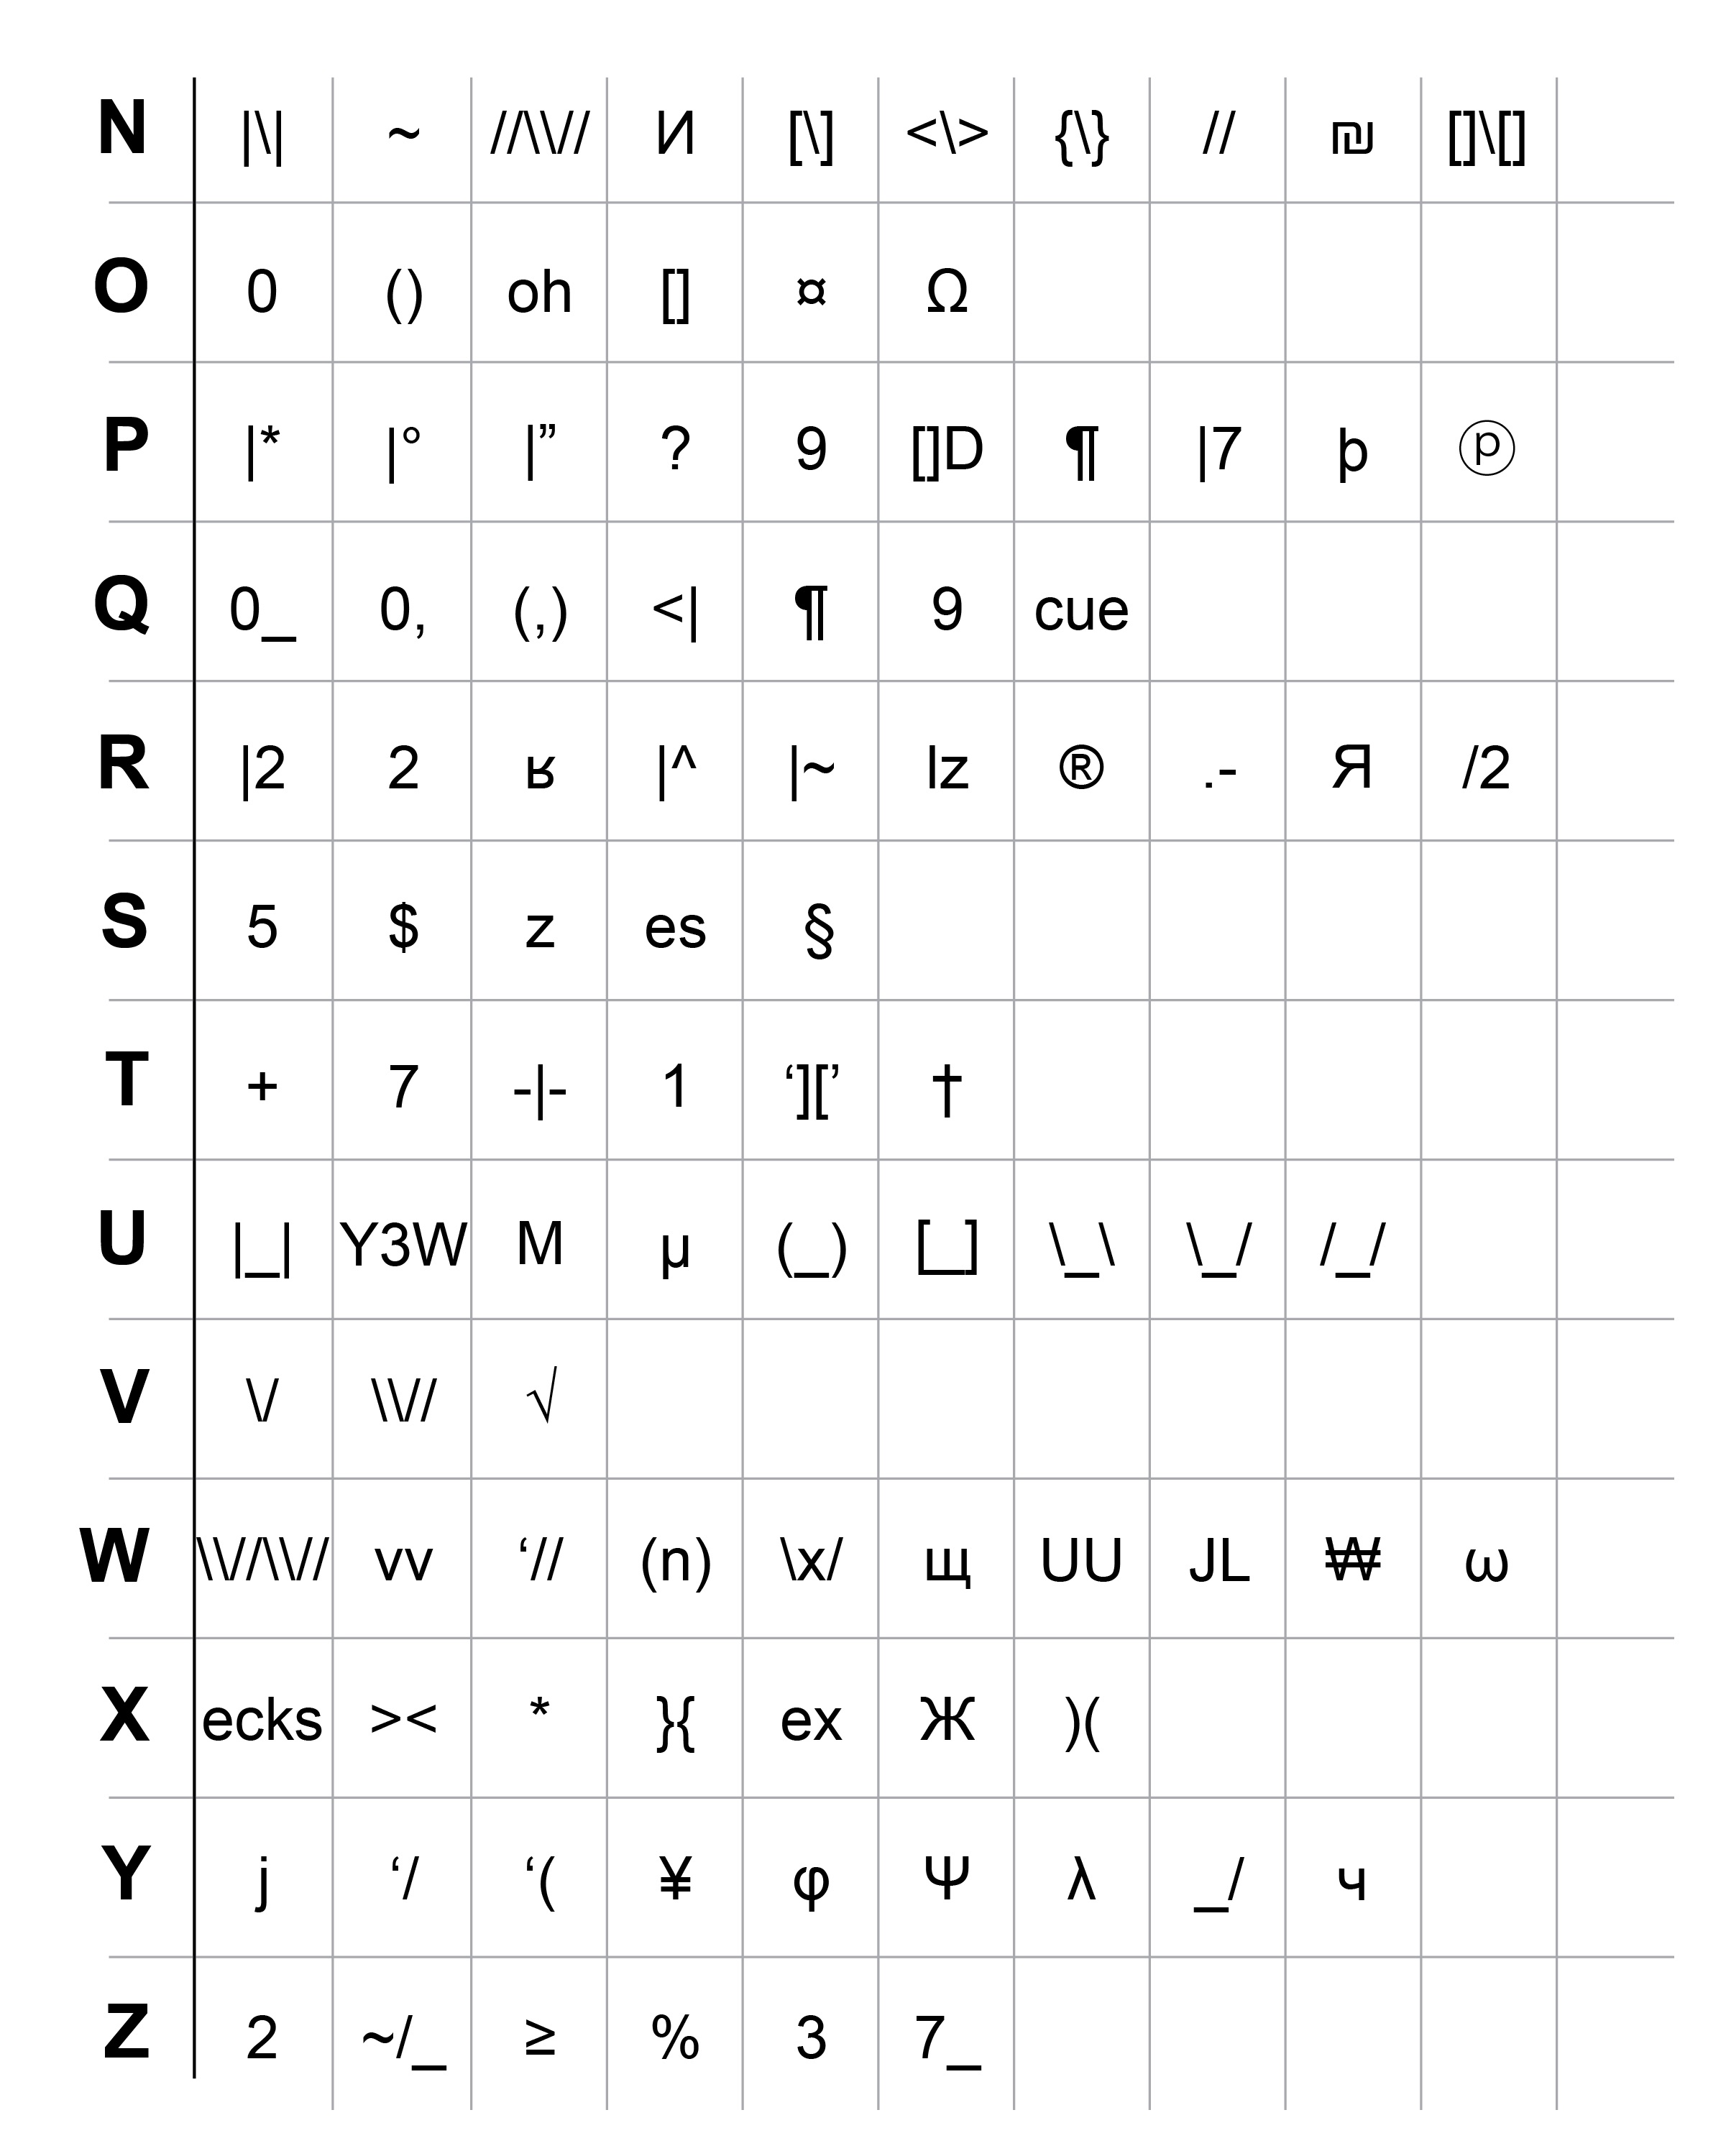 N |\| ~ //\\// И [\] <\> {\} // ₪ []\[]
O 0 () oh [] ¤ Ω
P |* |° |” ? 9 []D ¶ |7 þ ⓟ
Q 0_ 0, (,) <| ¶ 9 cue
R |2 2 ʁ |^ |~ lz ® .- Я /2
S 5 $ z es §
T + 7 -|- 1 ‘][’ †
U |_| Y3W M µ (_) [_] \_\ \_/ /_/
V \/ \\// √
W \\//\\// vv ‘// (n) \x/ щ UU JL ₩ ω
X ecks >< * }{ ex Ж )(
Y j ‘/ ‘( ¥ φ Ψ λ _/ ч
Z 2 ~/_ ≥ % 3 7_